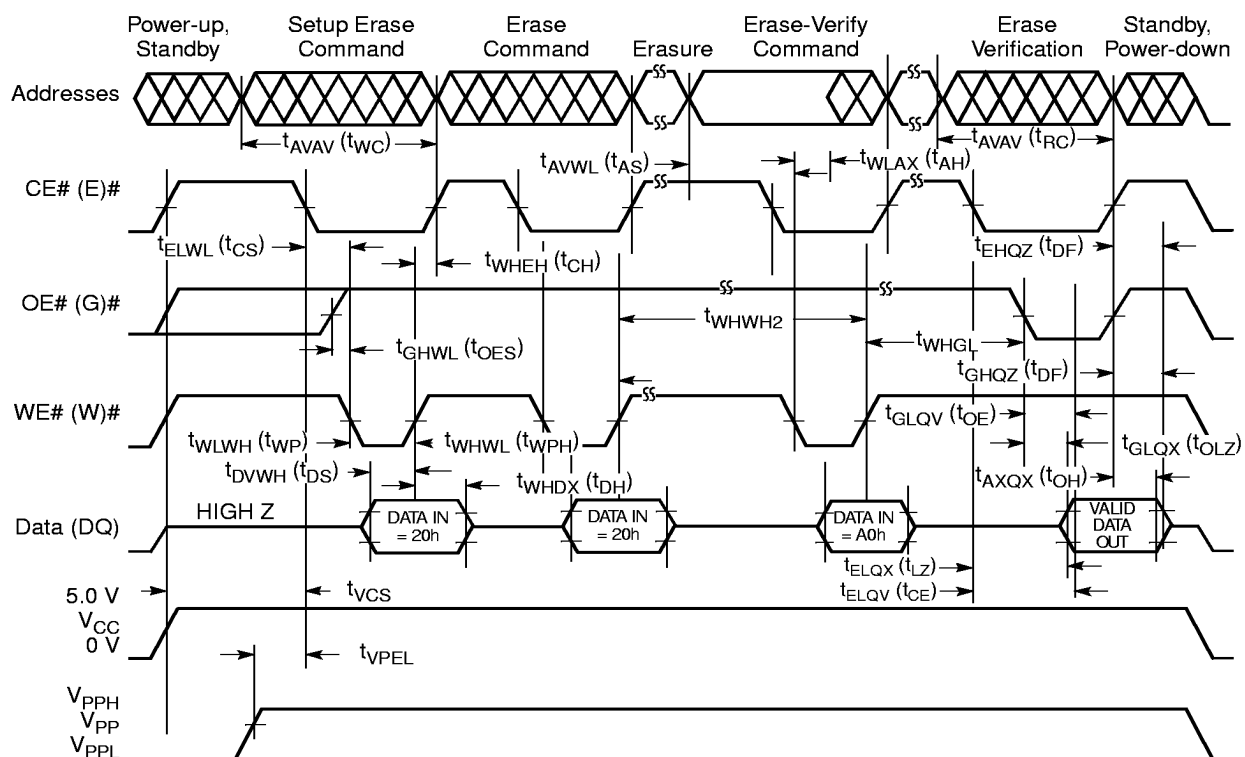 Power-up, Standby
Setup Erase Command
Erase Command
Erasure
Erase-Verify Command
Erase Verification
Standby, Power-down
Addresses
tAVAV (tWC)
tAVAV (tRC)
tAVWL (tAS)
tWLAX (tAH)
CE# (E)#
tELWL (tCS)
tWHEH (tCH)
tEHQZ (tDF)
OE# (G)#
tWHWH2
tWHGL
tGHWL (tOES)
tGHQZ (tDF)
WE# (W)#
tGLQV (tOE)
tWLWH (tWP)
tWHWL (tWPH)
tGLQX (tOLZ)
tDVWH (tDS)
tWHDX (tDH)
tAXQX (tOH)
Data (DQ)
HIGH Z
DATA IN = 20h
DATA IN = 20h
DATA IN = A0h
VALID DATA OUT
tELQX (tLZ)
tELQV (tCE)
5.0 V
VCC
0 V
tVCS
tVPEL
VPPH
VPP
VPPL